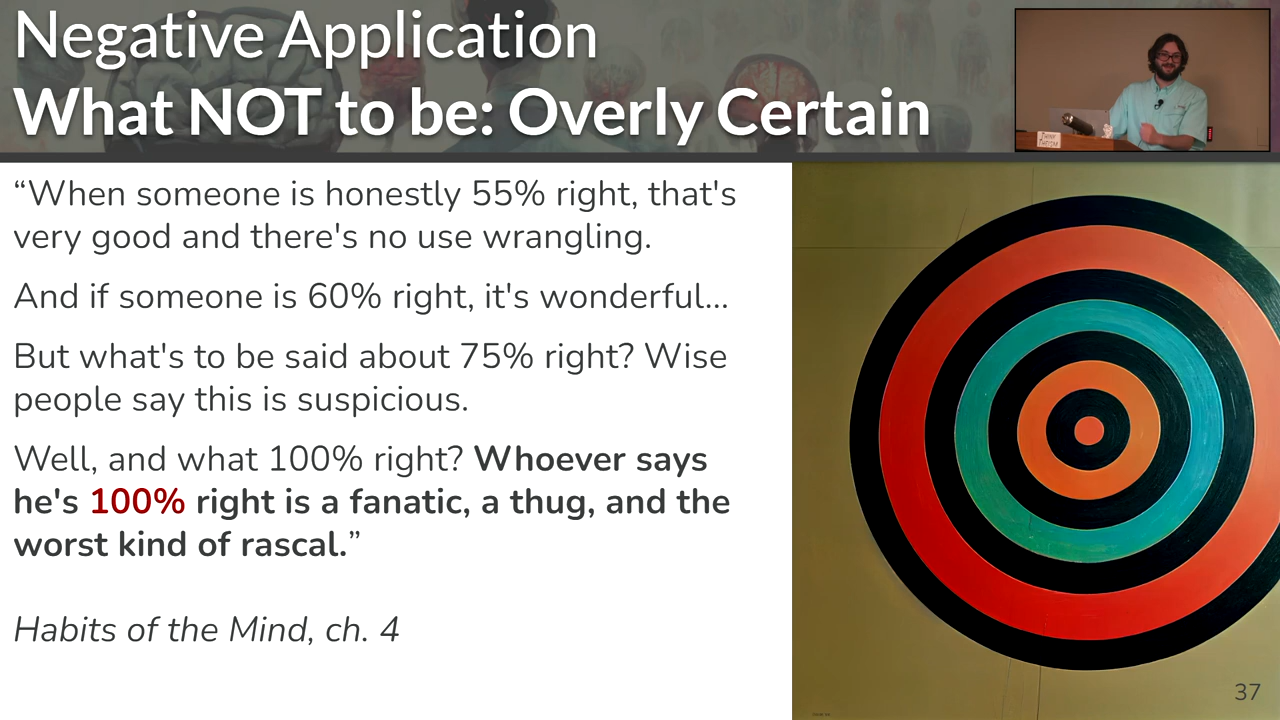 Negative Application
What NOT to be: Overly Certain
“When someone is honestly 55% right, that's
very good and there's no use wrangling.
And if someone is 60% right, it's wonderful...
But what's to be said about 75% right? Wise
people say this is suspicious.
Well, and what 100% right? Whoever says
he's 100% right is a fanatic, a thug, and the
worst kind of rascal.”
Habits of the Mind, ch. 4
37